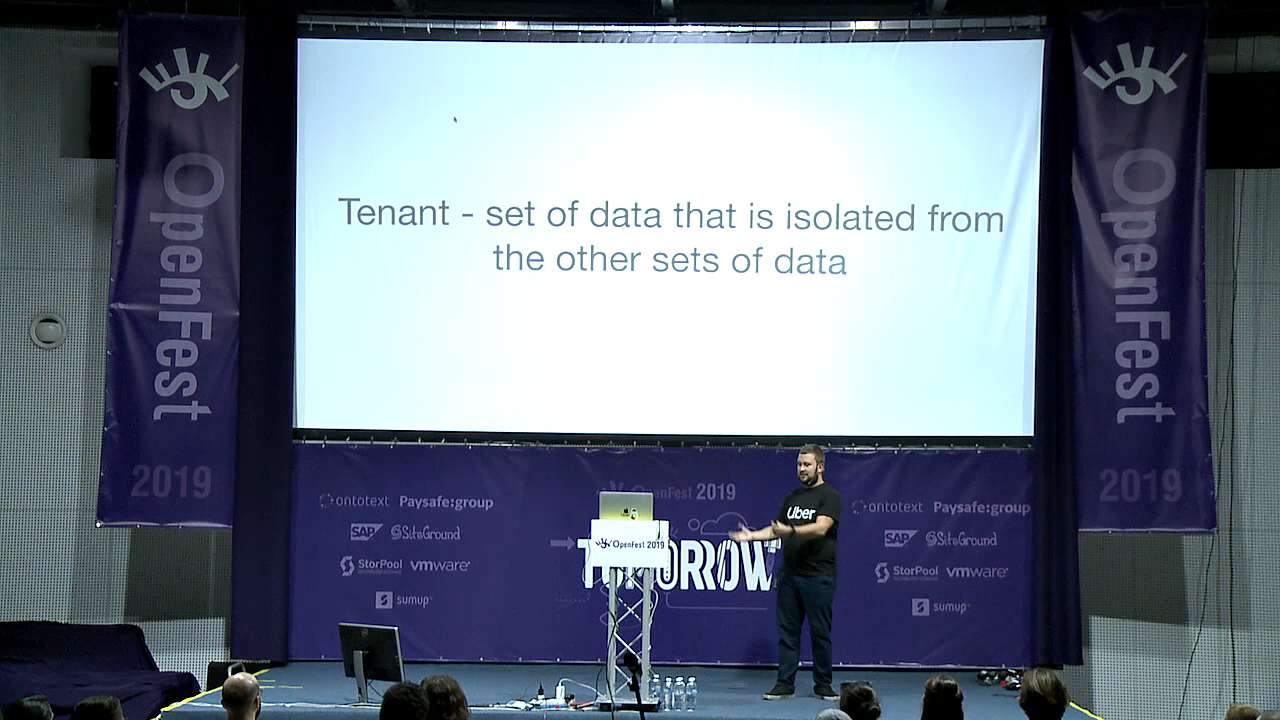 Tenant - set of data that is isolated from
the other sets of data
OpenFest
2019
OpenFest
2019
ontotext Paysafe:group
SAP SiteGround
StorPool vmware
sumup
OpenFest 2019
OpenFest 2019
Uber
ontotext Paysafe:group
SAP SiteGround
StorPool vmware
sumup